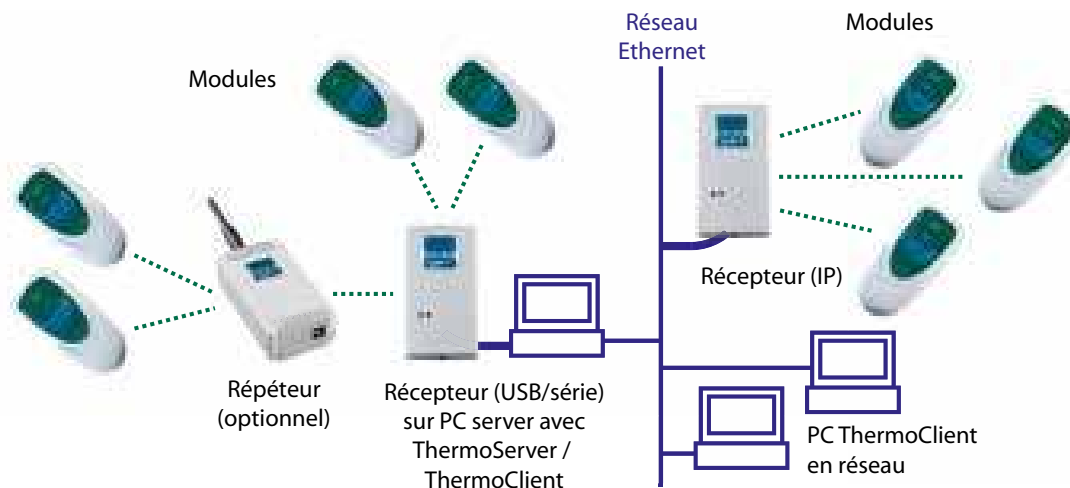 Réseau
Ethernet
Modules
Modules
Récepteur (IP)
Répéteur
(optionnel)
Récepteur (USB/série)
sur PC server avec
ThermoServer /
ThermoClient
PC ThermoClient
en réseau